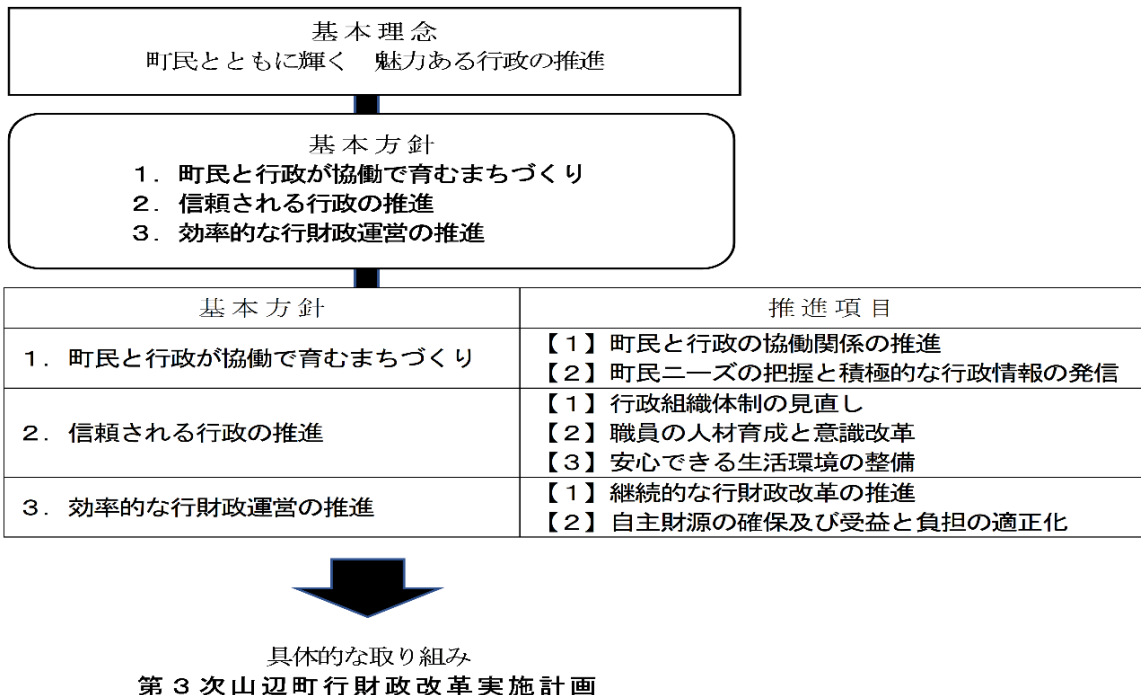 基本理念
町民とともに輝く　魅力ある行政の推進
基本方針
１．町民と行政が協働で育むまちづくり
２．信頼される行政の推進
３．効率的な行財政運営の推進
基本方針　推進項目
１．町民と行政が協働で育むまちづくり
【１】町民と行政の協働関係の推進
【２】町民ニーズの把握と積極的な行政情報の発信
２．信頼される行政の推進
【１】行政組織体制の見直し
【２】職員の人材育成と意識改革
【３】安心できる生活環境の整備
３．効率的な行財政運営の推進
【１】継続的な行財政改革の推進
【２】自主財源の確保及び受益と負担の適正化
具体的な取り組み
第３次山辺町行財政改革実施計画